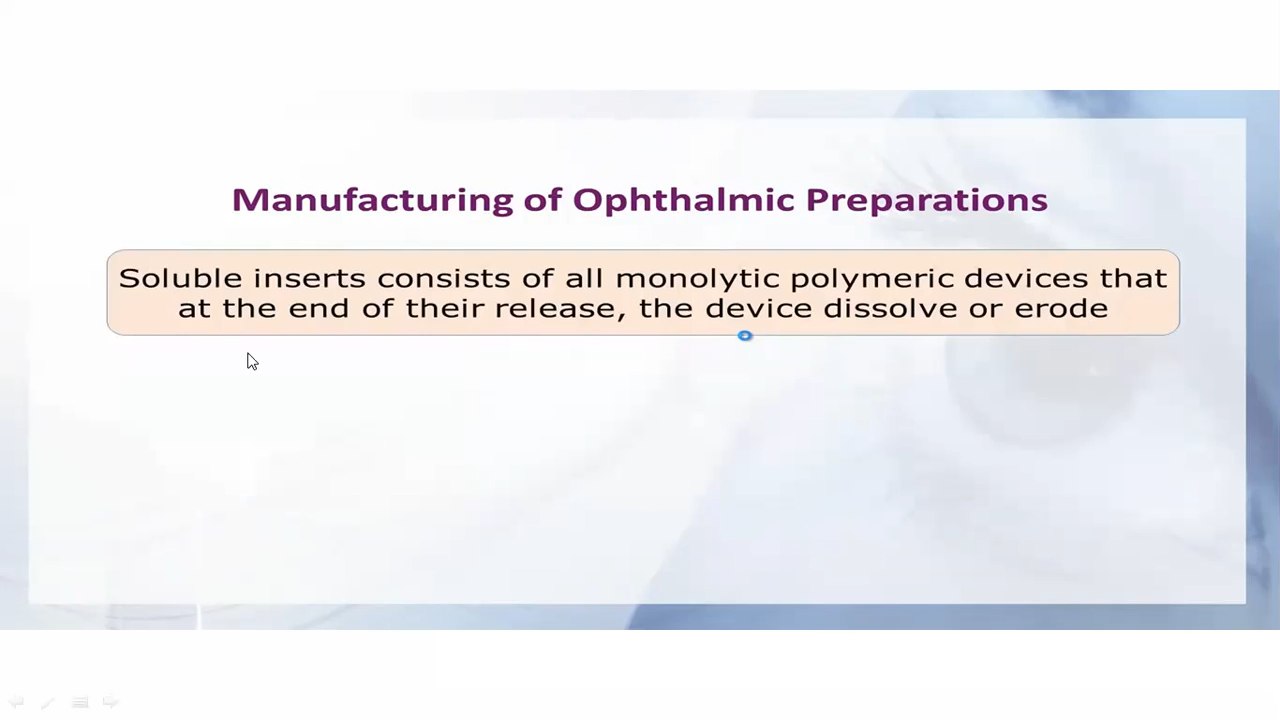 Manufacturing of Ophthalmic Preparations
Soluble inserts consists of all monolytic polymeric devices that
at the end of their release, the device dissolve or erode